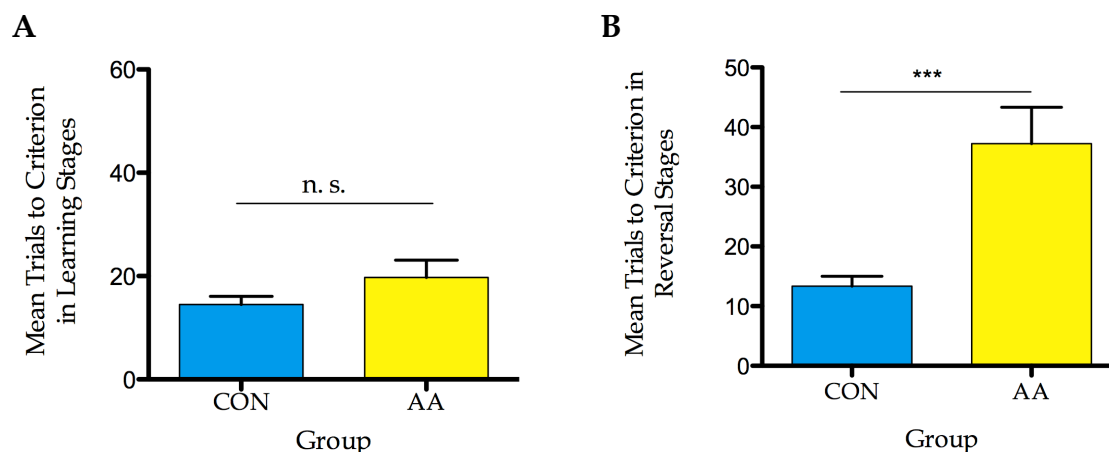 A
Mean Trials to Criterion
in Learning Stages
60
40
20
0
n. s.
CON AA
Group
B
Mean Trials to Criterion in
Reversal Stages
50
40
30
20
10
0
***
CON AA
Group